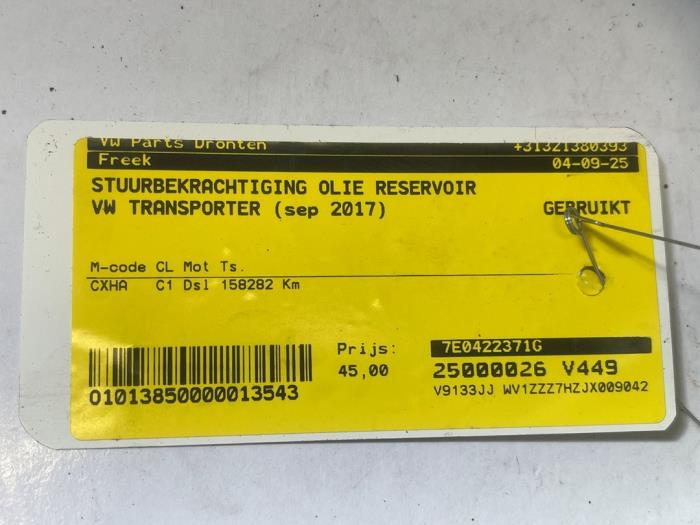 VW Parts Dronten +31321380393
Freek 04-09-25
STUURBEKRACHTIGING OLIE RESERVOIR
VW TRANSPORTER (sep 2017) GEBRUIKT
M-code CL Mot Ts.
CXHA C1 Dsl 158282 Km
Prijs: 7E0422371G
45,00 25000026 V449
01013850000013543 V9133JJ WV1ZZZ7HZJX009042